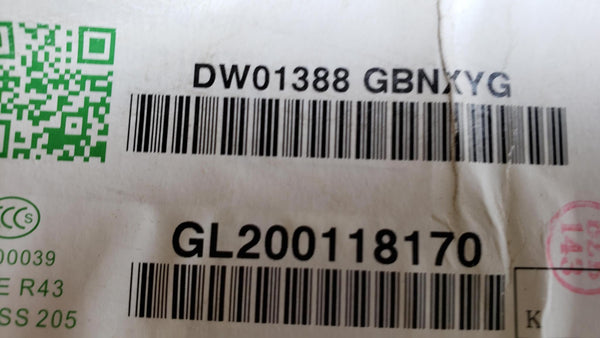 DW01388 GBNXYG
GL200118170
00039
E R43
SS 205
K